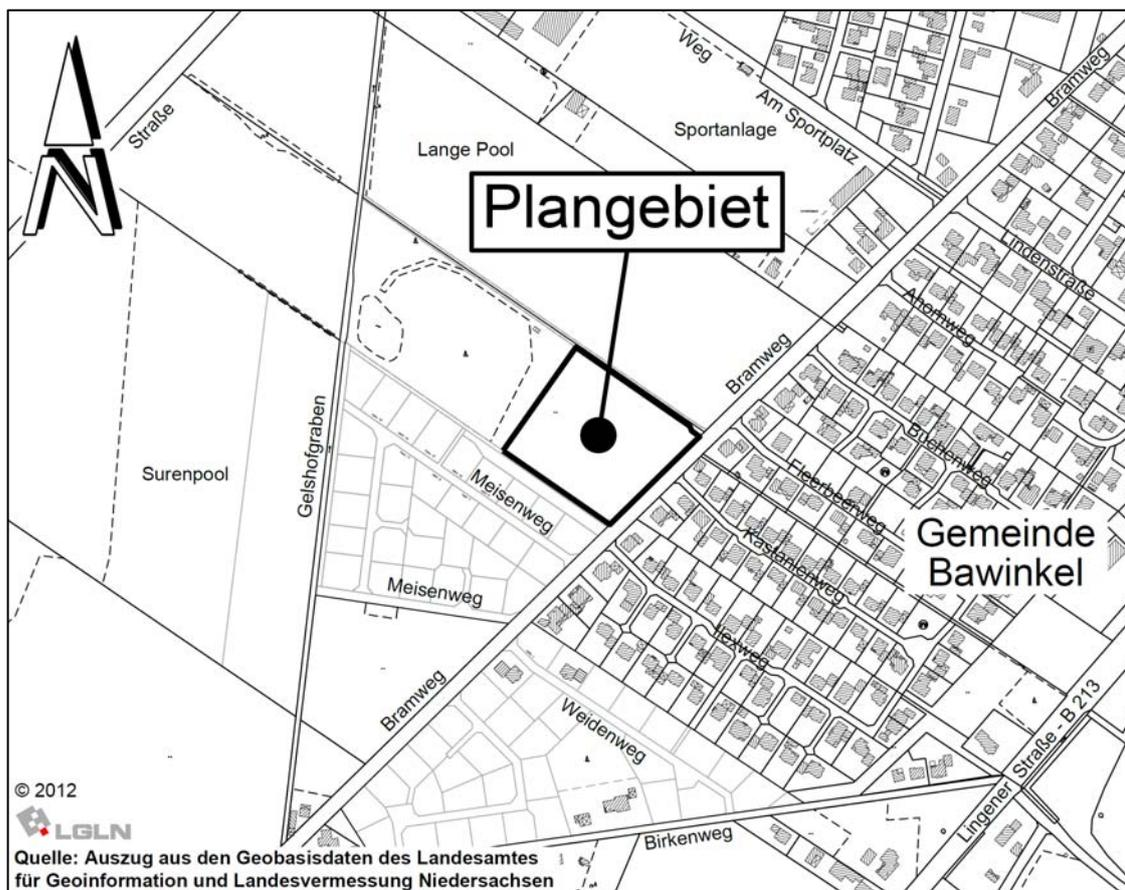 N
Straße
Weg
Am Sportplatz
Bramweg
Sportanlage
Lange Pool
Plangebiet
Lindenstraße
Ahornweg
Bramweg
Buchenweg
Fleerbeerweg
Gelshofgraben
Surenpool
Meisenweg
Kastanienweg
Gemeinde
Bawinkel
Meisenweg
Ilexweg
Bramweg
Weidenweg
Lingener Straße - B 213
Birkenweg
© 2012
LGLN
Quelle: Auszug aus den Geobasisdaten des Landesamtes
für Geoinformation und Landesvermessung Niedersachsen